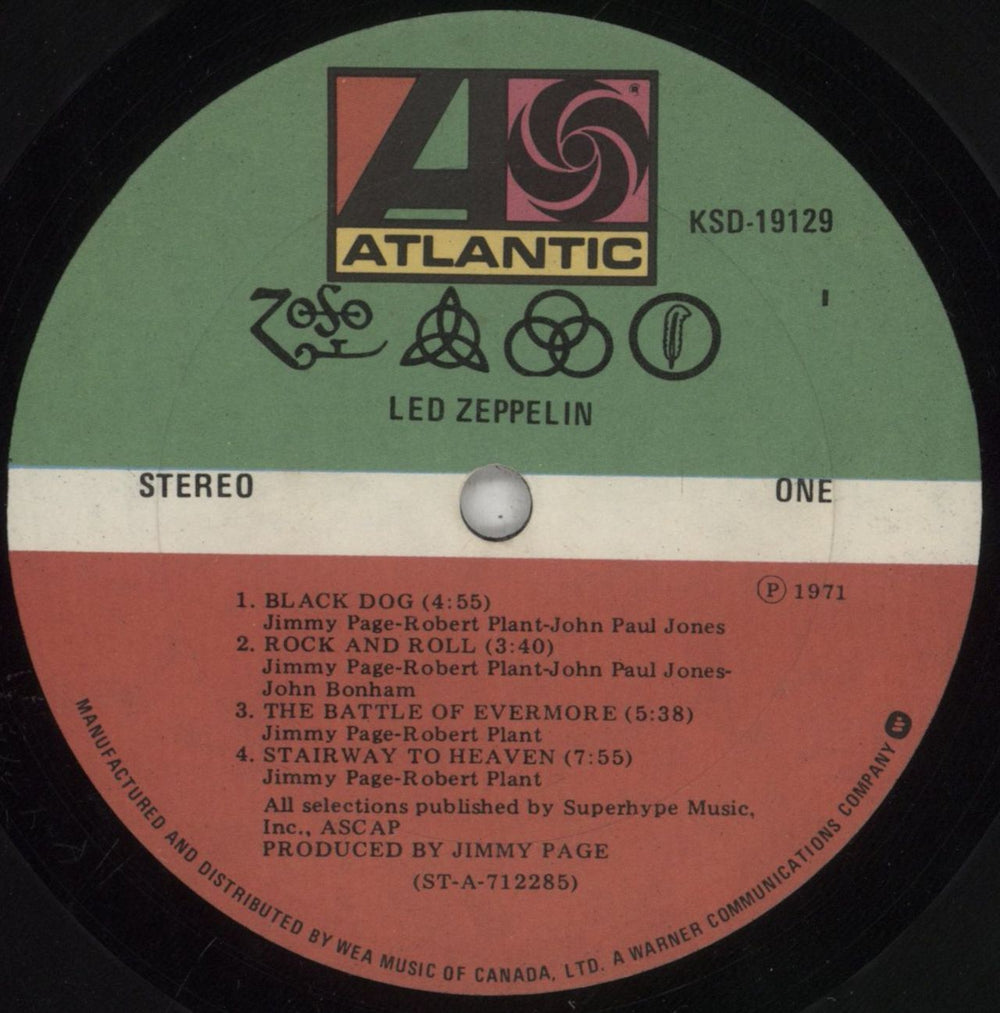 ATLANTIC
KSD-19129
I
LED ZEPPELIN
STEREO
ONE
Ⓟ 1971
1. BLACK DOG (4:55)
Jimmy Page-Robert Plant-John Paul Jones
2. ROCK AND ROLL (3:40)
Jimmy Page-Robert Plant-John Paul Jones-
John Bonham
3. THE BATTLE OF EVERMORE (5:38)
Jimmy Page-Robert Plant
4. STAIRWAY TO HEAVEN (7:55)
Jimmy Page-Robert Plant
All selections published by Superhype Music,
Inc., ASCAP
PRODUCED BY JIMMY PAGE
(ST-A-712285)
MANUFACTURED AND DISTRIBUTED BY WEA MUSIC OF CANADA, LTD. A WARNER COMMUNICATIONS COMPANY